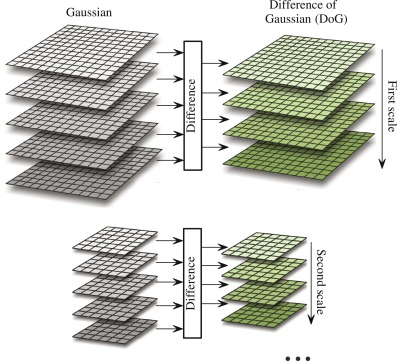 Gaussian
Difference of
Gaussian (DoG)
Difference
First scale
Difference
Second scale